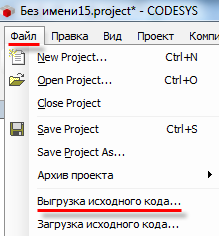 Без имени15.project* - CODESYS
Файл Правка Вид Проект
New Project... Ctrl+N
Open Project... Ctrl+O
Close Project
Save Project Ctrl+S
Save Project As...
Архив проекта
Выгрузка исходного кода...
Загрузка исходного кода...